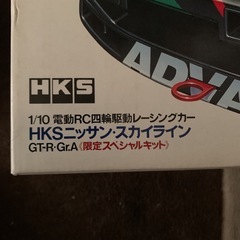 ADVA
HKS
1/10 電動RC四輪駆動レーシングカー
HKSニッサン・スカイライン
GT-R・Gr.A《限定スペシャルキット》